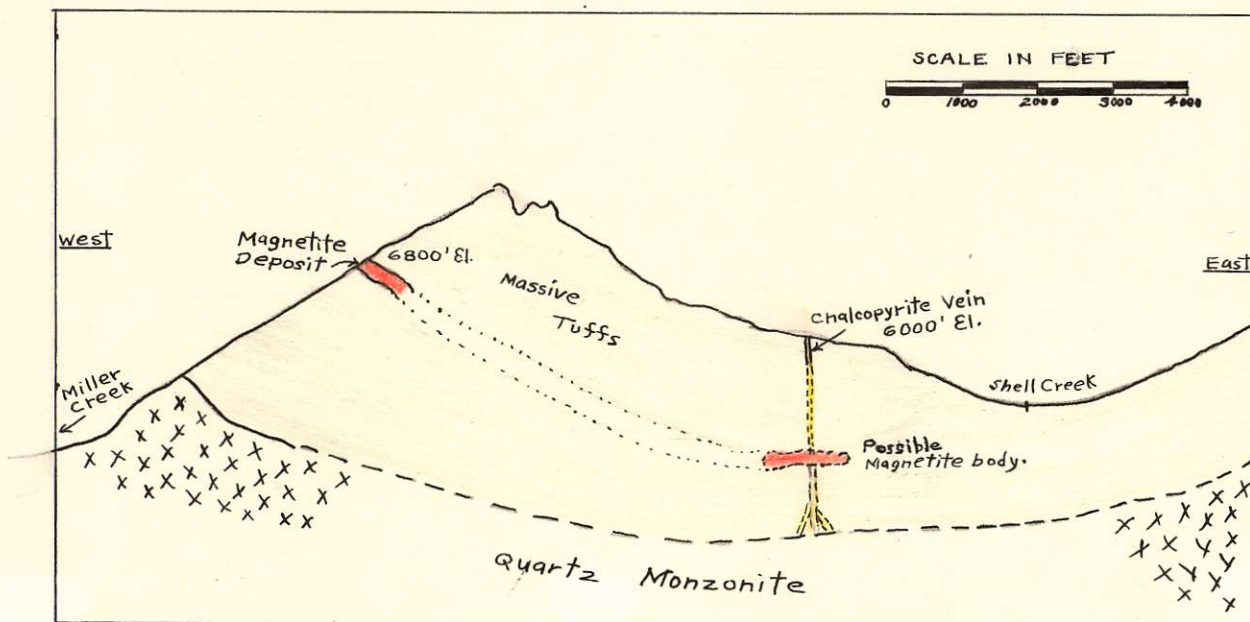 SCALE IN FEET
0 1000 2000 3000 4000
West
Magnetite
Deposit
6800' El.
Massive
Tuffs
East
Chalcopyrite Vein
6000' El.
Miller
Creek
Shell Creek
Possible
Magnetite body.
Quartz Monzonite